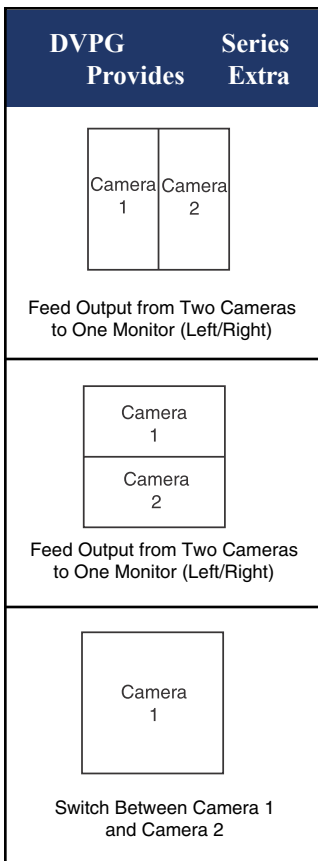 DVPG Series
Provides Extra
Camera Camera
1 2
Feed Output from Two Cameras
to One Monitor (Left/Right)
Camera
1
Camera
2
Feed Output from Two Cameras
to One Monitor (Left/Right)
Camera
1
Switch Between Camera 1
and Camera 2